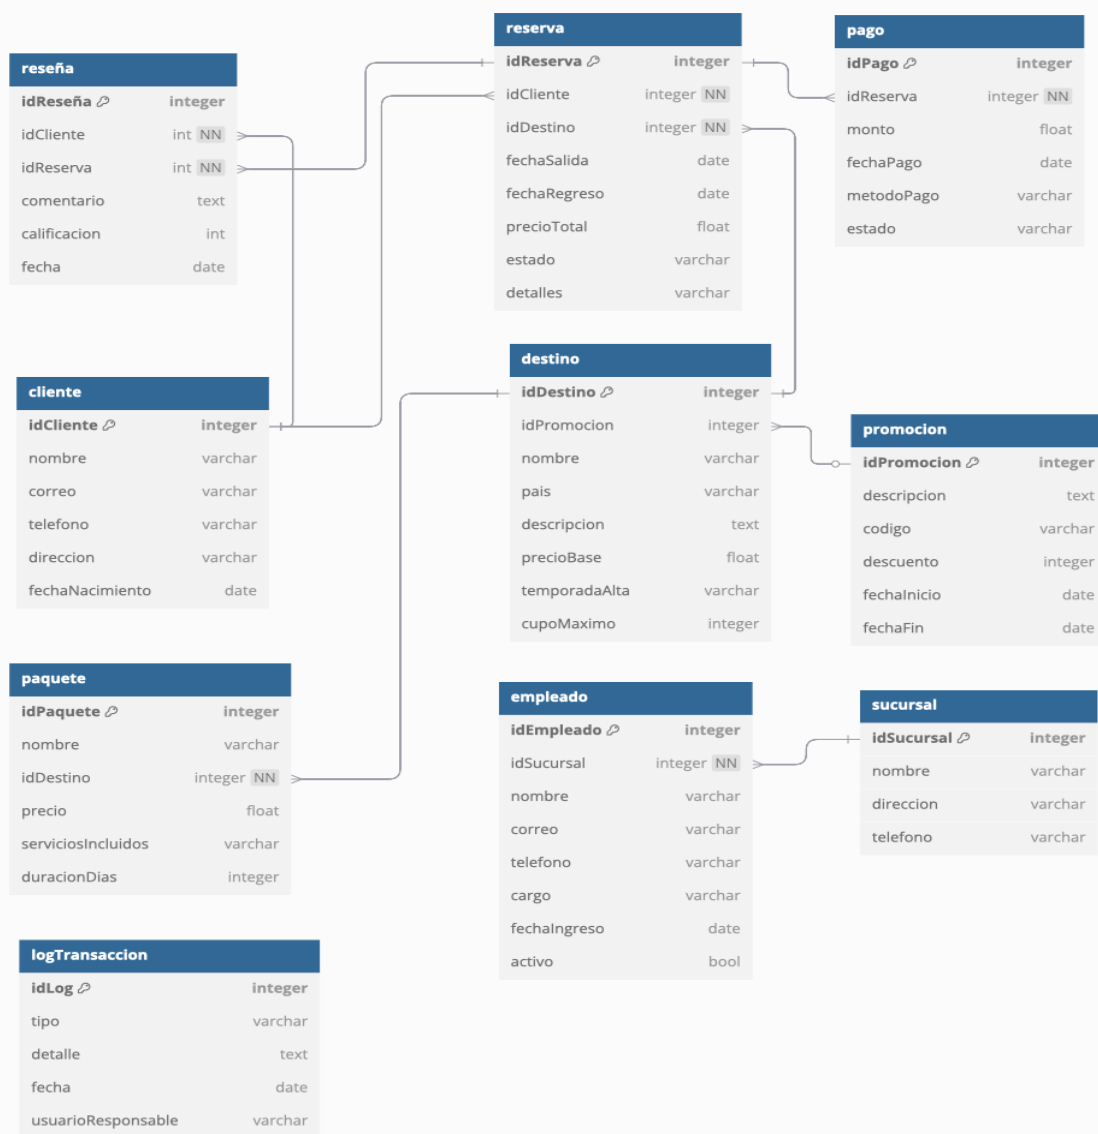 reseña
idReseña integer
idCliente int NN
idReserva int NN
comentario text
calificacion int
fecha date
reserva
idReserva integer
idCliente integer NN
idDestino integer NN
fechaSalida date
fechaRegreso date
precioTotal float
estado varchar
detalles varchar
pago
idPago integer
idReserva integer NN
monto float
fechaPago date
metodoPago varchar
estado varchar
cliente
idCliente integer
nombre varchar
correo varchar
telefono varchar
direccion varchar
fechaNacimiento date
destino
idDestino integer
idPromocion integer
nombre varchar
pais varchar
descripcion text
precioBase float
temporadaAlta varchar
cupoMaximo integer
promocion
idPromocion integer
descripcion text
codigo varchar
descuento integer
fechaInicio date
fechaFin date
paquete
idPaquete integer
nombre varchar
idDestino integer NN
precio float
serviciosIncluidos varchar
duracionDias integer
empleado
idEmpleado integer
idSucursal integer NN
nombre varchar
correo varchar
telefono varchar
cargo varchar
fechaIngreso date
activo bool
sucursal
idSucursal integer
nombre varchar
direccion varchar
telefono varchar
logTransaccion
idLog integer
tipo varchar
detalle text
fecha date
usuarioResponsable varchar